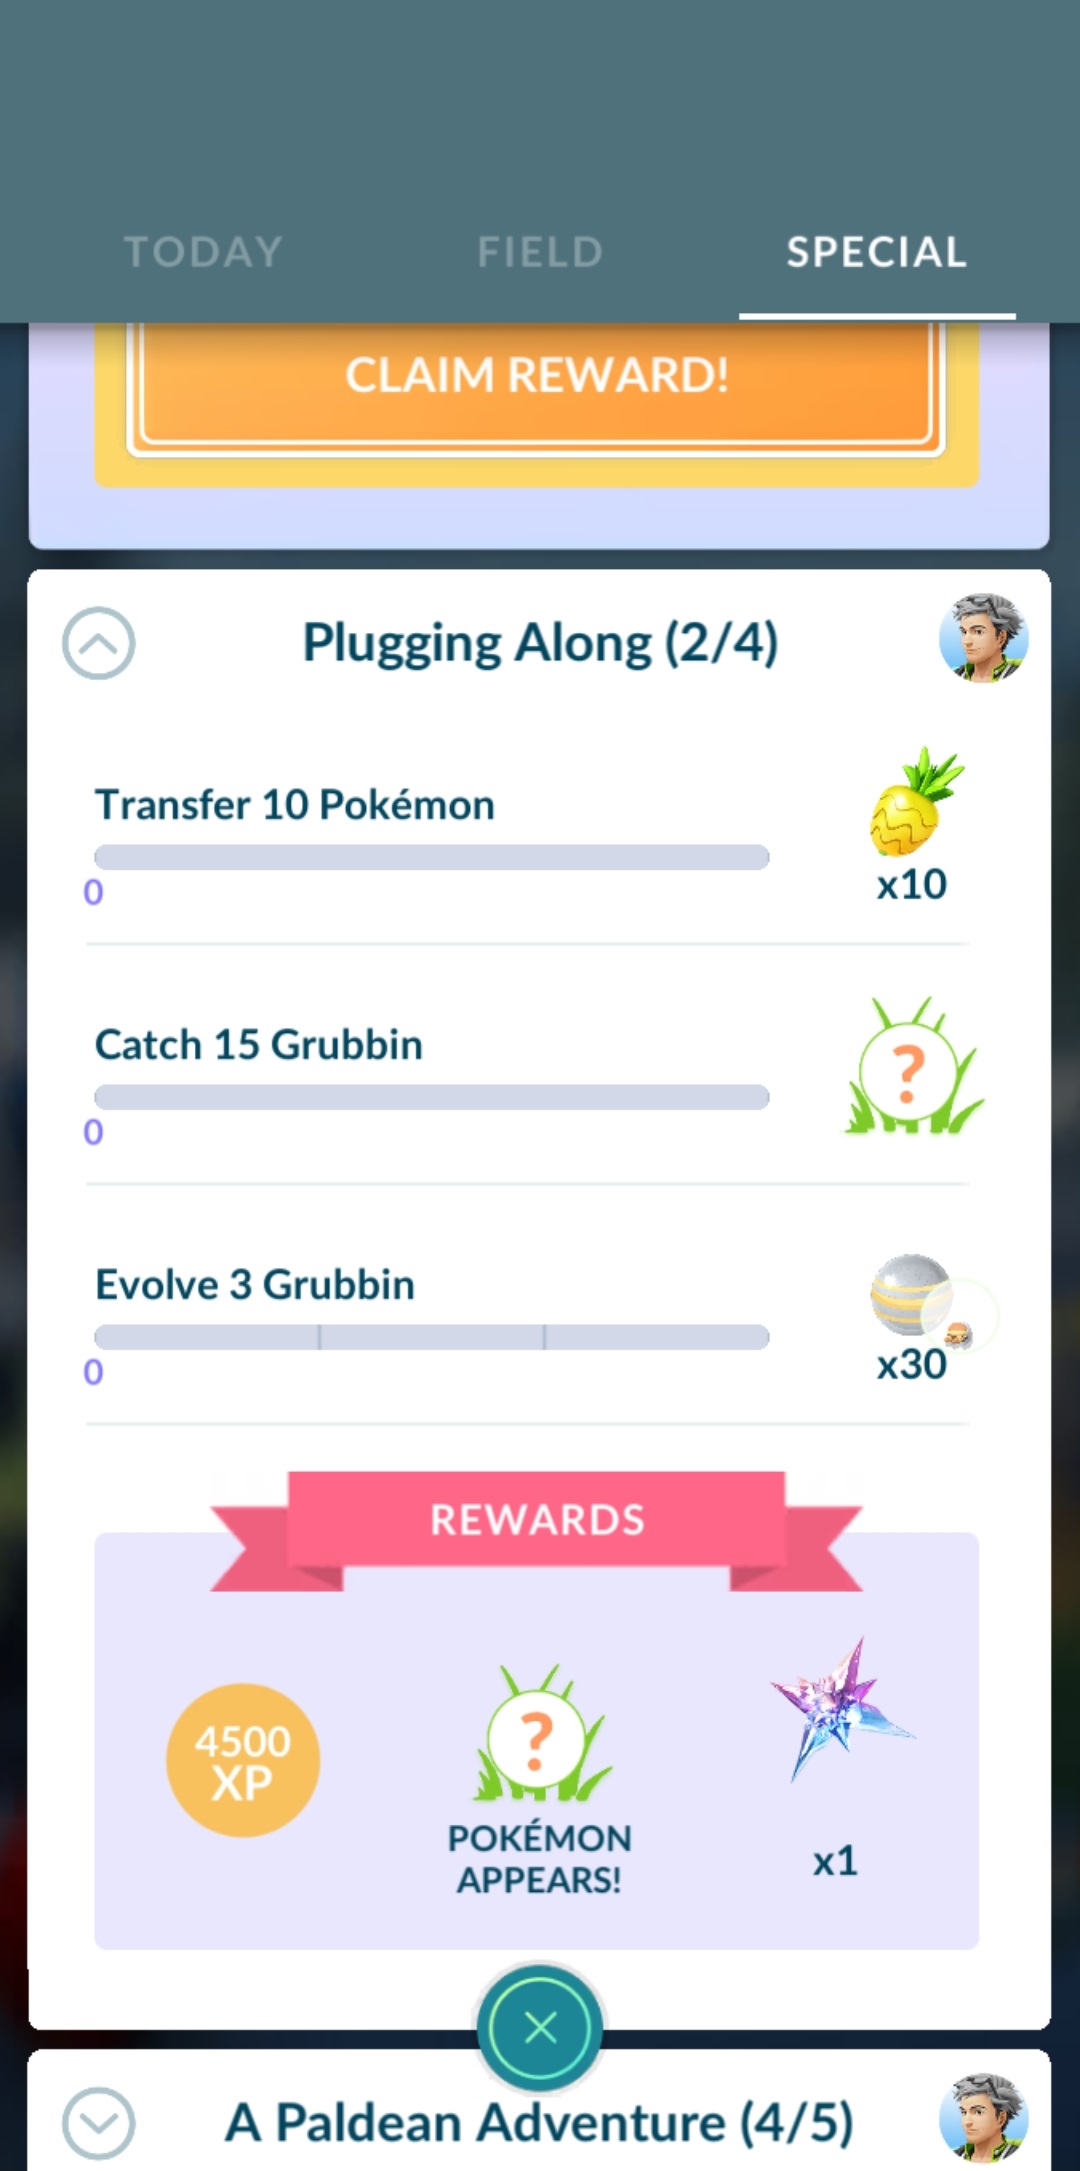 TODAY
FIELD
SPECIAL
CLAIM REWARD!
Plugging Along (2/4)
Transfer 10 Pokémon
0
x10
Catch 15 Grubbin
0
?
Evolve 3 Grubbin
0
x30
REWARDS
4500
XP
?
POKÉMON
APPEARS!
x1
A Paldean Adventure (4/5)